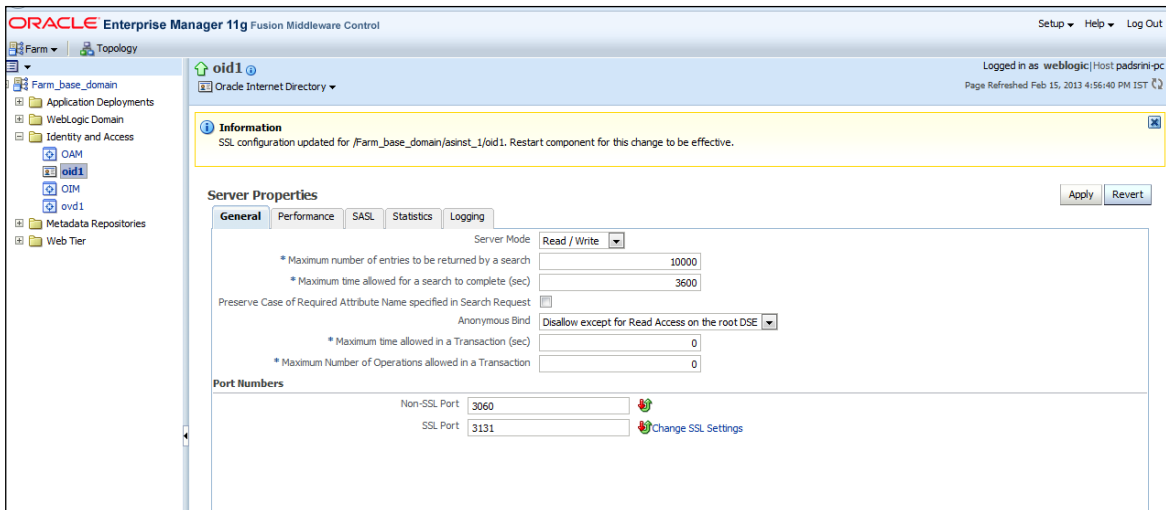 ORACLE Enterprise Manager 11g Fusion Middleware Control
Setup Help Log Out
Farm Topology
oid1
Logged in as weblogic|Host padsrini-pc
Oracle Internet Directory
Page Refreshed Feb 15, 2013 4:56:40 PM IST
Farm_base_domain
Application Deployments
WebLogic Domain
Identity and Access
OAM
oid1
OIM
ovd1
Metadata Repositories
Web Tier
Information
SSL configuration updated for /Farm_base_domain/asinst_1/oid1. Restart component for this change to be effective.
Server Properties
Apply Revert
General Performance SASL Statistics Logging
Server Mode Read / Write
* Maximum number of entries to be returned by a search 10000
* Maximum time allowed for a search to complete (sec) 3600
Preserve Case of Required Attribute Name specified in Search Request
Anonymous Bind Disallow except for Read Access on the root DSE
* Maximum time allowed in a Transaction (sec) 0
* Maximum Number of Operations allowed in a Transaction 0
Port Numbers
Non-SSL Port 3060
SSL Port 3131 Change SSL Settings